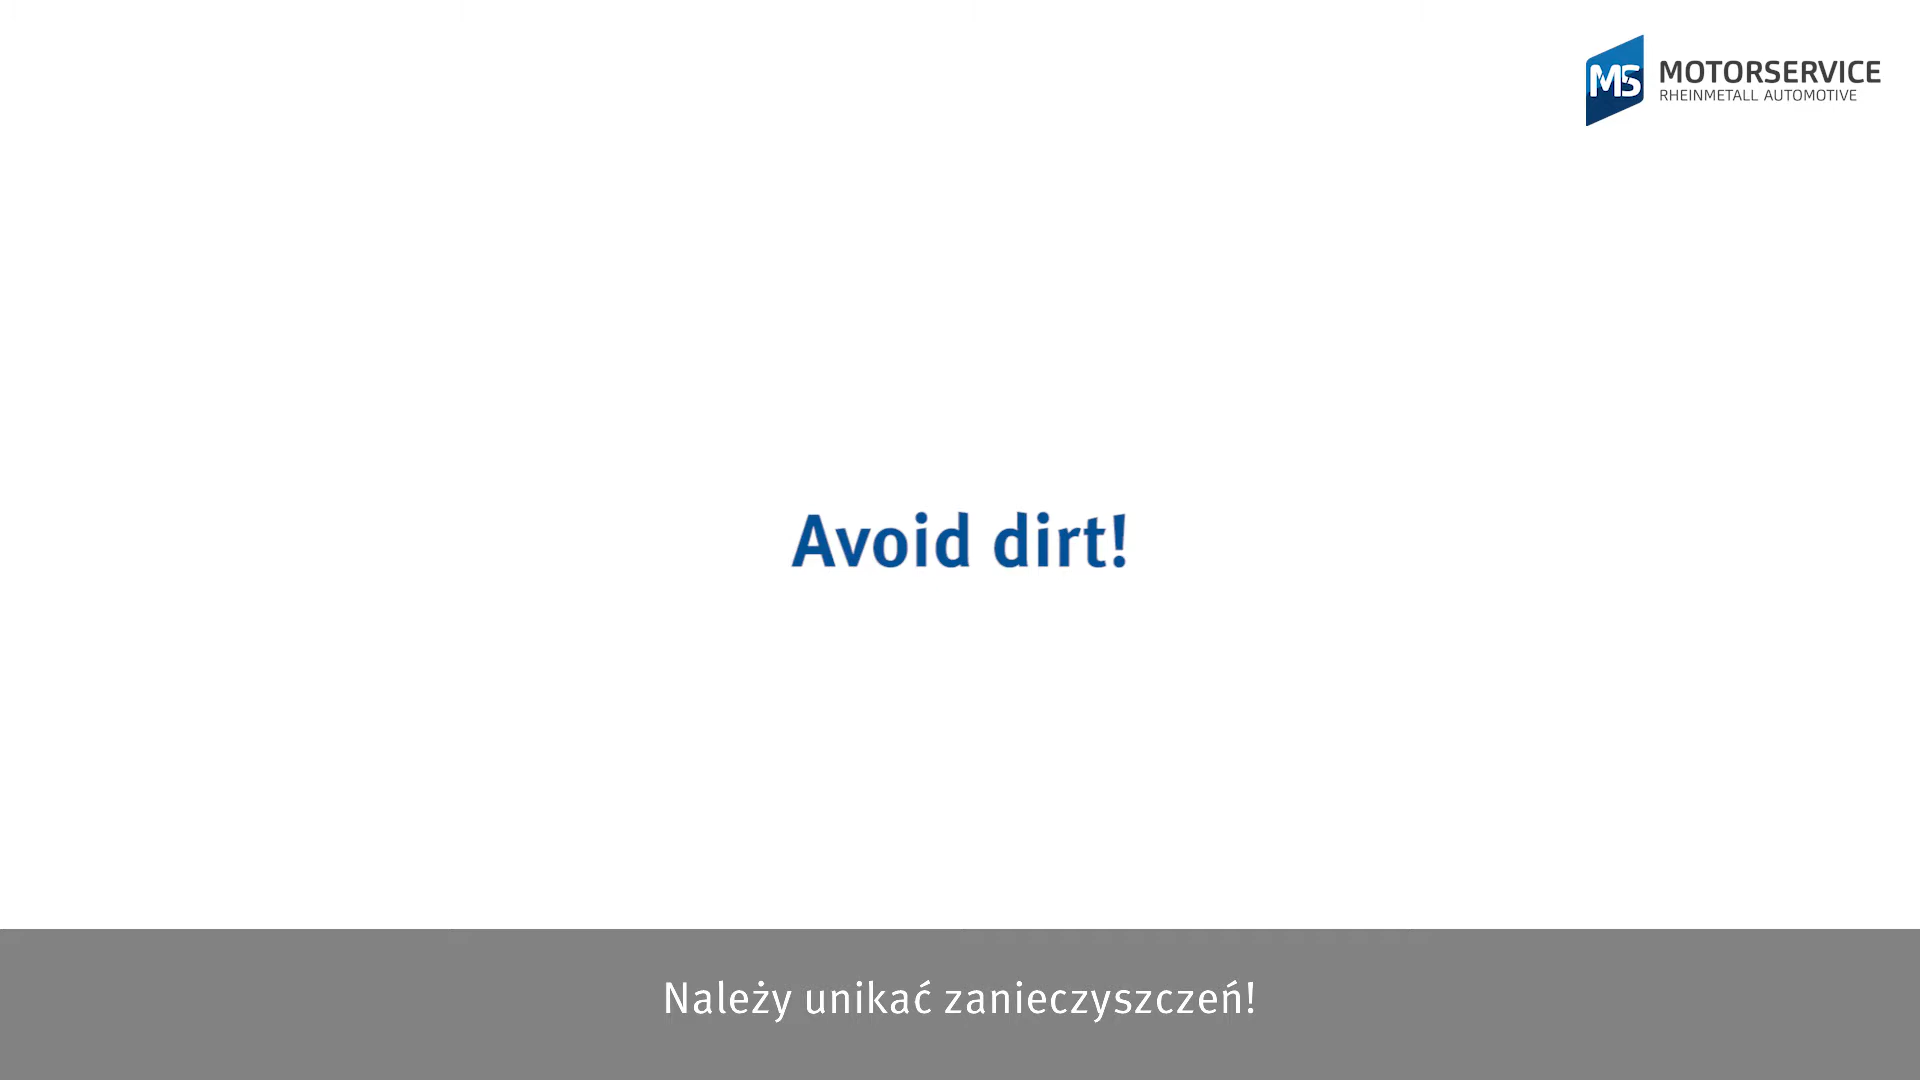 MS MOTORSERVICE
RHEINMETALL AUTOMOTIVE
Avoid dirt!
Należy unikać zanieczyszczeń!